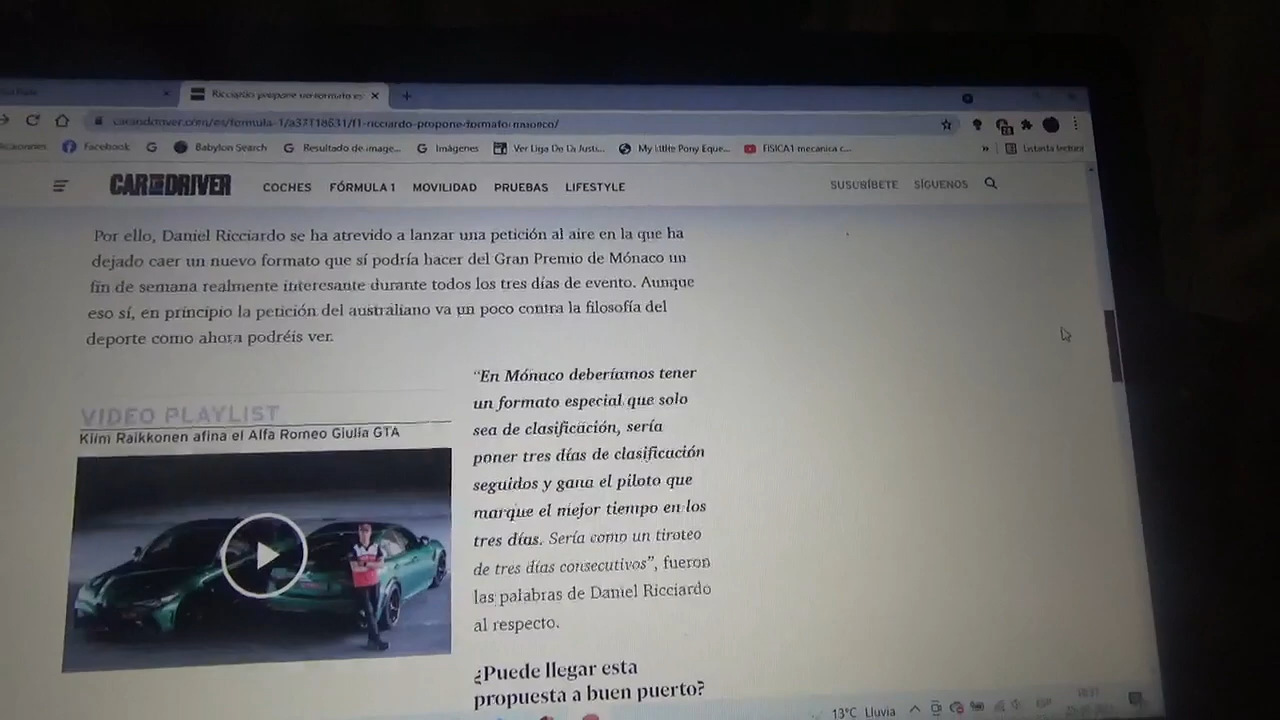 Ricciardo propone un formato es
carandriver.com/es/formula-1/a37118631/f1-ricciardo-propone-formato-monaco/
Facebook
Babylon Search
Resultado de image...
Imágenes
Ver Liga De La Justi...
My little Pony Eque...
FISICA1 mecanica c...
»
Lista de lectura
CAR AND DRIVER
COCHES
FÓRMULA 1
MOVILIDAD
PRUEBAS
LIFESTYLE
SUSCRÍBETE
SÍGUENOS
Por ello, Daniel Ricciardo se ha atrevido a lanzar una petición al aire en la que ha
dejado caer un nuevo formato que sí podría hacer del Gran Premio de Mónaco un
fin de semana realmente interesante durante todos los tres días de evento. Aunque
eso sí, en principio la petición del australiano va un poco contra la filosofía del
deporte como ahora podréis ver.
VIDEO PLAYLIST
Kimi Raikkonen afina el Alfa Romeo Giulia GTA
"En Mónaco deberíamos tener
un formato especial que solo
sea de clasificación, sería
poner tres días de clasificación
seguidos y gana el piloto que
marque el mejor tiempo en los
tres días. Sería como un tiroteo
de tres días consecutivos", fueron
las palabras de Daniel Ricciardo
al respecto.
¿Puede llegar esta
propuesta a buen puerto?
13°C Lluvia
ESP